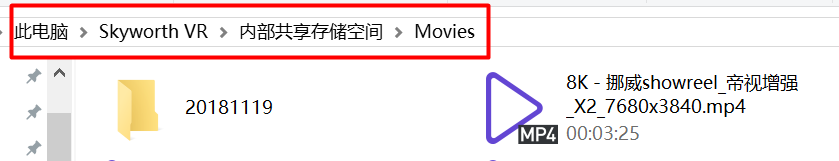 此电脑 > Skyworth VR > 内部共享存储空间 > Movies
20181119
8K - 挪威showreel_帝视增强
_X2_7680x3840.mp4
MP4
00:03:25